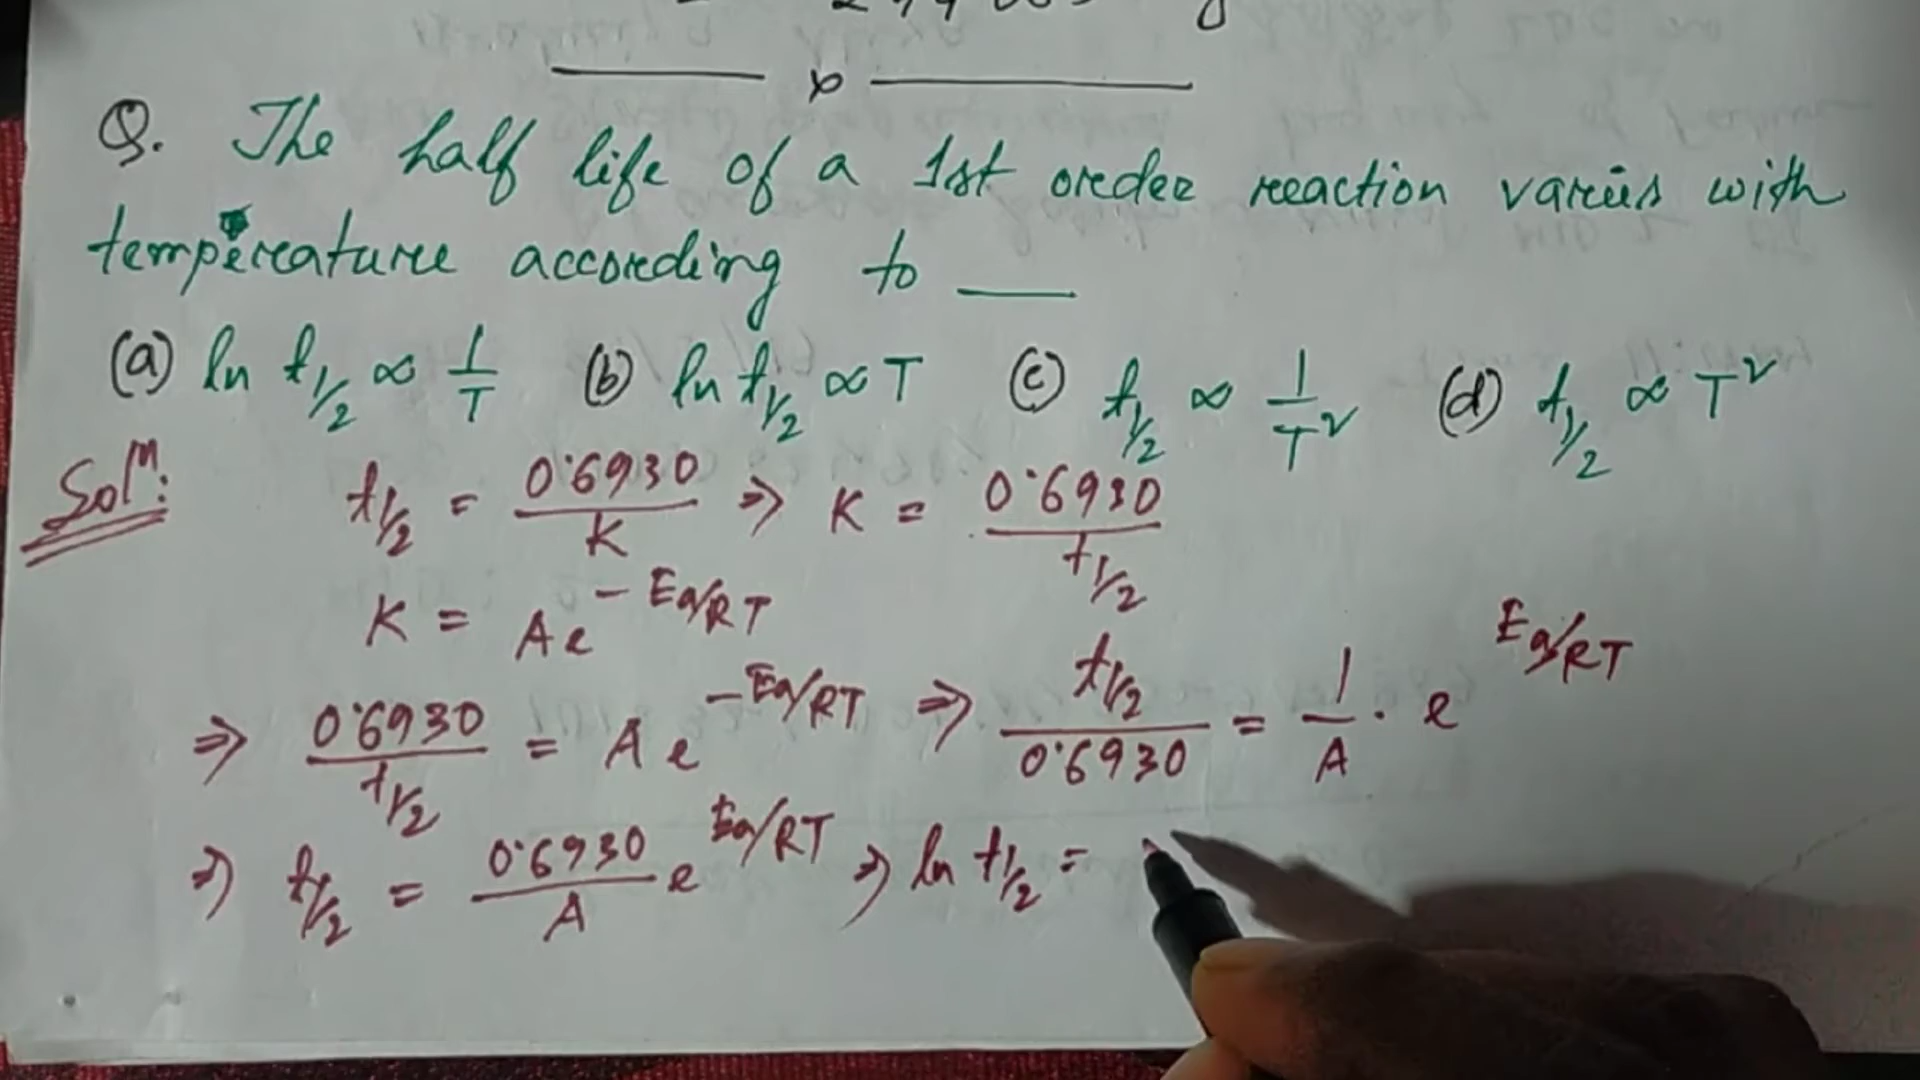 x
Q. The half life of a 1st order reaction varies with
temperature according to ___
(a) ln t1/2 ∝ 1/T (b) ln t1/2 ∝ T (c) t1/2 ∝ 1/T² (d) t1/2 ∝ T²
Solⁿ: t1/2 = 0.6930/K ⇒ K = 0.6930/t1/2
K = A e^-Ea/RT
⇒ 0.6930/t1/2 = A e^-Ea/RT ⇒ t1/2/0.6930 = 1/A . e^Ea/RT
⇒ t1/2 = 0.6930/A e^Ea/RT ⇒ ln t1/2 =